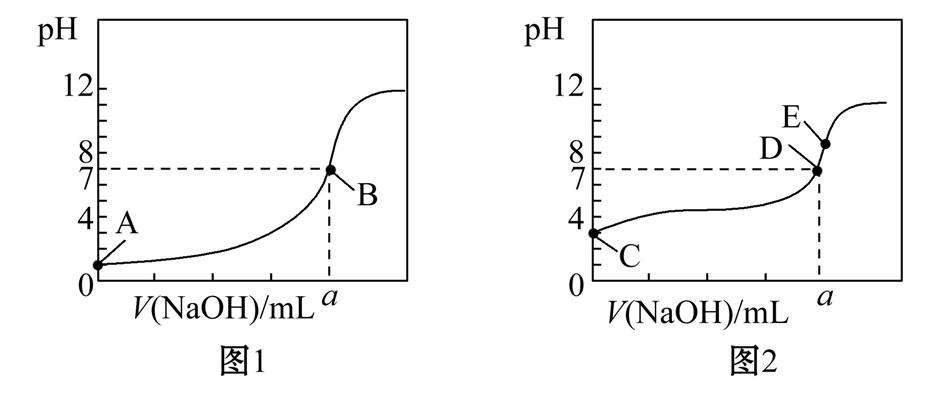 pH
12
8
7
4
0
A
B
a
V(NaOH)/mL
图1
pH
12
8
7
4
0
C
D
E
a
V(NaOH)/mL
图2